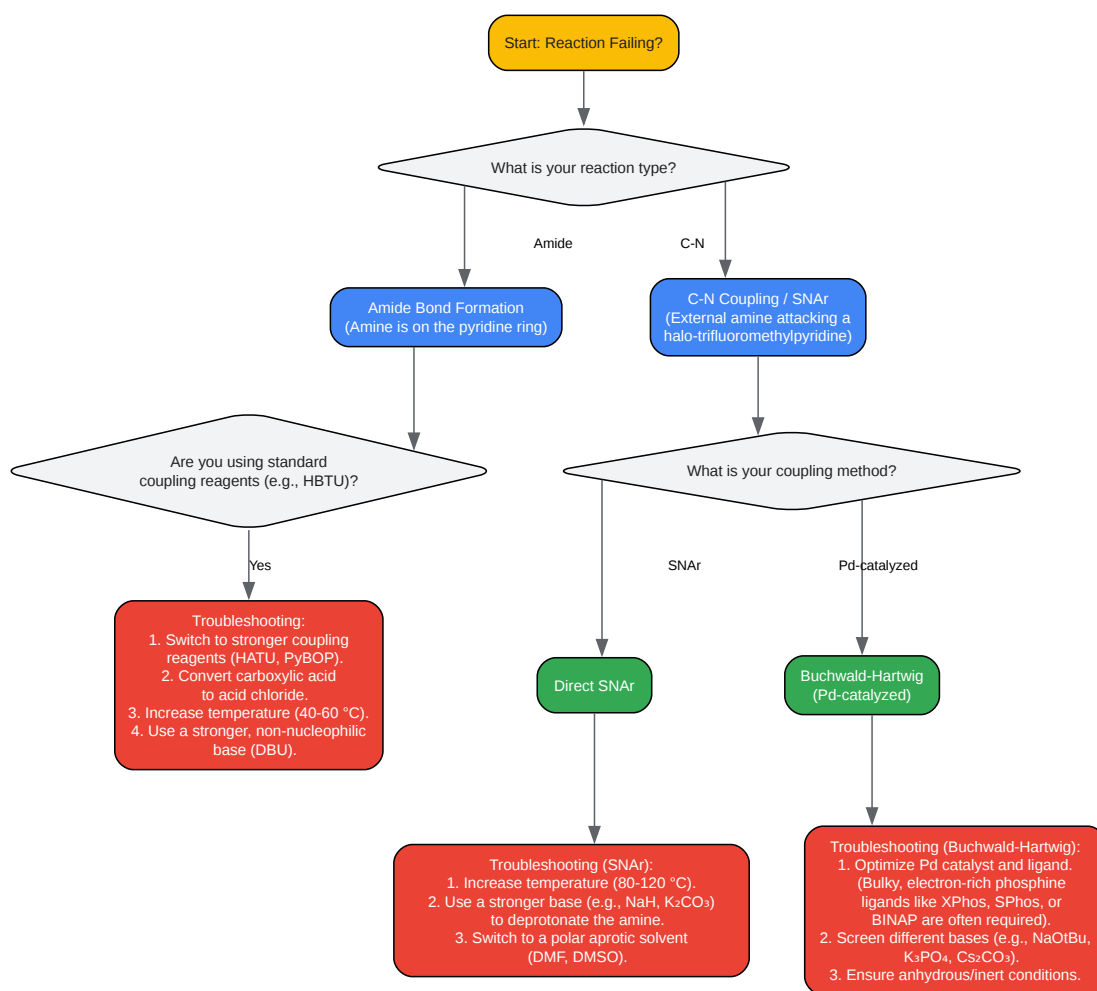 Start: Reaction Failing?
What is your reaction type?
Amide
C-N
Amide Bond Formation
(Amine is on the pyridine ring)
C-N Coupling / SNAr
(External amine attacking a
halo-trifluoromethylpyridine)
Are you using standard
coupling reagents (e.g., HBTU)?
What is your coupling method?
Yes
SNAr
Pd-catalyzed
Troubleshooting:
1. Switch to stronger coupling
reagents (HATU, PyBOP).
2. Convert carboxylic acid
to acid chloride.
3. Increase temperature (40-60 °C).
4. Use a stronger, non-nucleophilic
base (DBU).
Direct SNAr
Buchwald-Hartwig
(Pd-catalyzed)
Troubleshooting (SNAr):
1. Increase temperature (80-120 °C).
2. Use a stronger base (e.g., NaH, K₂CO₃)
to deprotonate the amine.
3. Switch to a polar aprotic solvent
(DMF, DMSO).
Troubleshooting (Buchwald-Hartwig):
1. Optimize Pd catalyst and ligand.
(Bulky, electron-rich phosphine
ligands like XPhos, SPhos, or
BINAP are often required).
2. Screen different bases (e.g., NaOtBu,
K₃PO₄, Cs₂CO₃).
3. Ensure anhydrous/inert conditions.